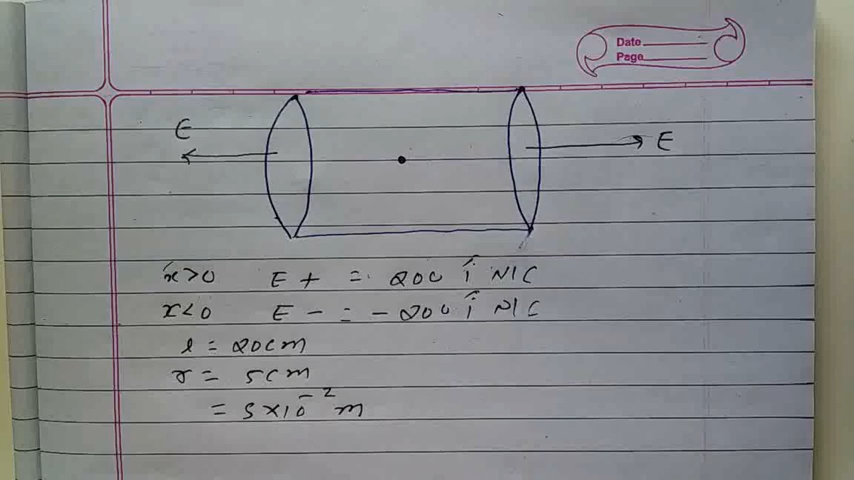 Date
Page
E
E
x>0 E+ = 200 î N/C
x<0 E- = -200 î N/C
l = 20cm
r = 5cm
= 5×10⁻² m